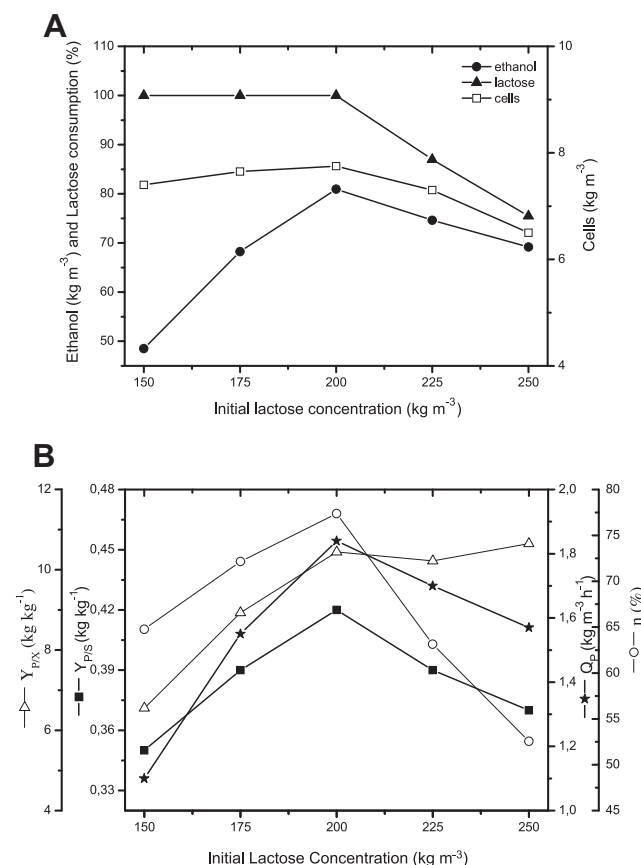 A
110
100
90
80
70
60
50
10
8
6
4
ethanol
lactose
cells
Ethanol (kg m⁻³) and Lactose consumption (%)
Cells (kg m⁻³)
150 175 200 225 250
Initial lactose concentration (kg m⁻³)
B
12
10
8
6
4
Y_P/X (kg kg⁻¹)
0,48
0,45
0,42
0,39
0,36
0,33
Y_P/S (kg kg⁻¹)
2,0
1,8
1,6
1,4
1,2
1,0
Q_P (kg m⁻³ h⁻¹)
80
75
70
65
60
55
50
45
η (%)
150 175 200 225 250
Initial Lactose Concentration (kg m⁻³)